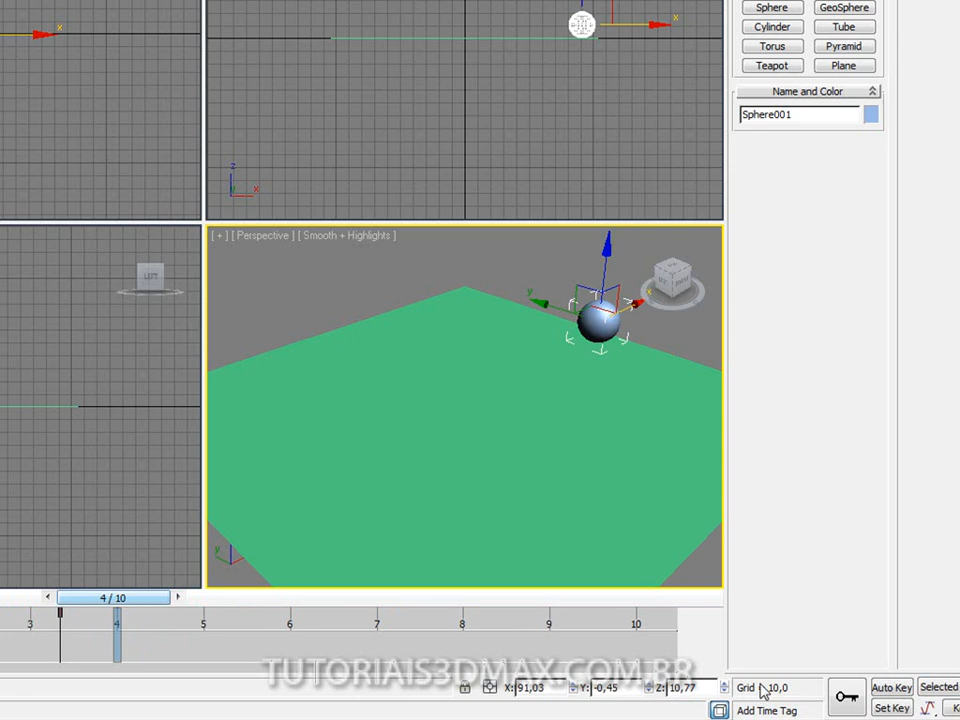 Sphere GeoSphere
Cylinder Tube
Torus Pyramid
Teapot Plane
Name and Color
Sphere001
x
x
z
y x
[ + ] [ Perspective ] [ Smooth + Highlights ]
LEFT
y
x
y
< 4 / 10 >
3 4 5 6 7 8 9 10
TUTORIAIS3DMAX.COM.BR
X: 91,03 Y: -0,45 Z: 10,77 Grid 10,0
Auto Key Selected
Add Time Tag
Set Key